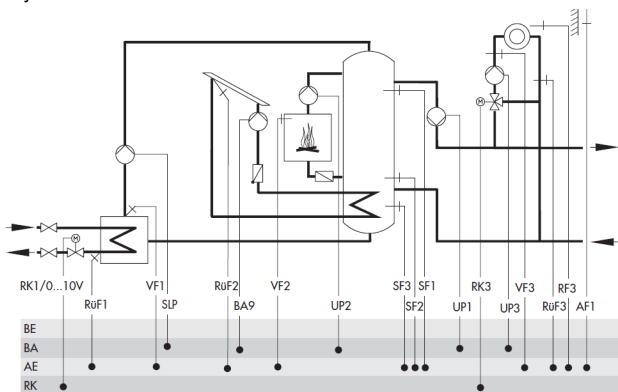 M
M
RK1/0...10V
VF1
RüF2
VF2
SF3
SF1
RK3
VF3
RF3
RüF1
SLP
BA9
UP2
SF2
UP1
UP3
RüF3
AF1
BE
BA
AE
RK